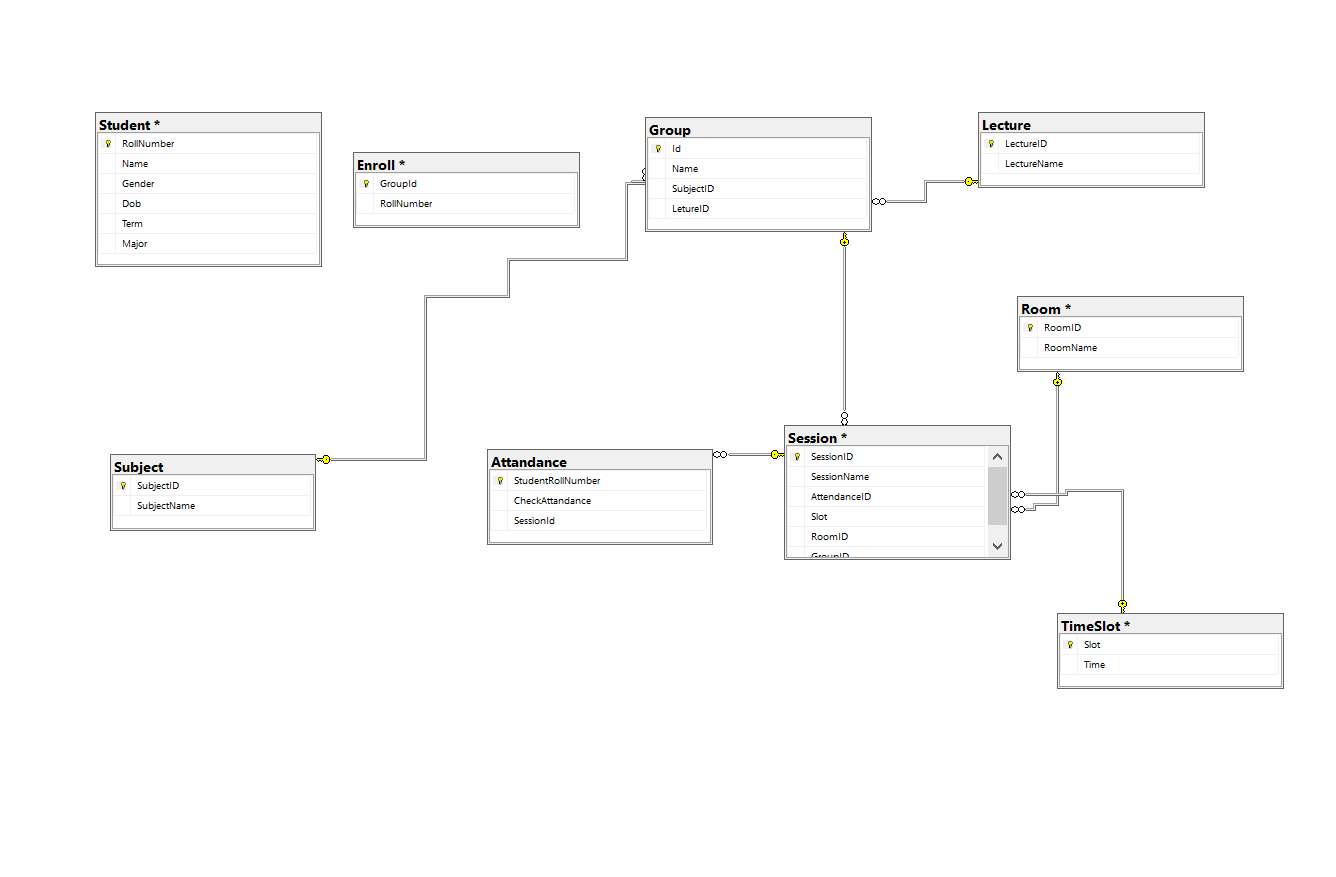 Student *
RollNumber
Name
Gender
Dob
Term
Major
Enroll *
GroupId
RollNumber
Group
Id
Name
SubjectID
LetureID
Lecture
LectureID
LectureName
Room *
RoomID
RoomName
Subject
SubjectID
SubjectName
Attandance
StudentRollNumber
CheckAttandance
SessionId
Session *
SessionID
SessionName
AttendanceID
Slot
RoomID
GroupID
TimeSlot *
Slot
Time